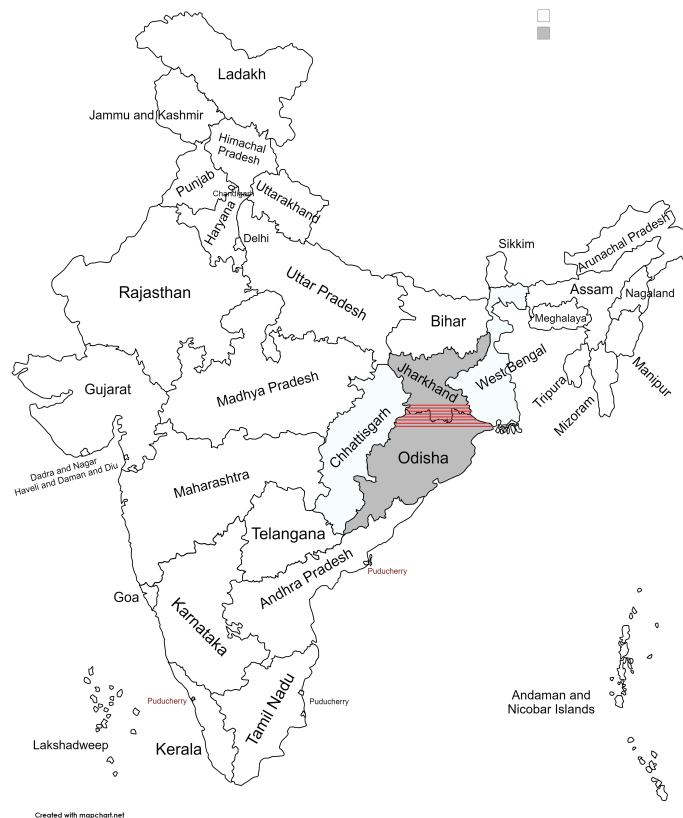 Ladakh
Jammu and Kashmir
Himachal
Pradesh
Punjab
Chandigarh
Uttarakhand
Haryana
Delhi
Sikkim
Arunachal Pradesh
Rajasthan
Uttar Pradesh
Assam
Nagaland
Bihar
Meghalaya
Gujarat
Madhya Pradesh
Jharkhand
West Bengal
Tripura
Mizoram
Manipur
Chhattisgarh
Dadra and Nagar
Haveli and Daman and Diu
Maharashtra
Odisha
Telangana
Andhra Pradesh
Puducherry
Goa
Karnataka
Puducherry
Tamil Nadu
Puducherry
Andaman and
Nicobar Islands
Lakshadweep
Kerala
Created with mapchart.net